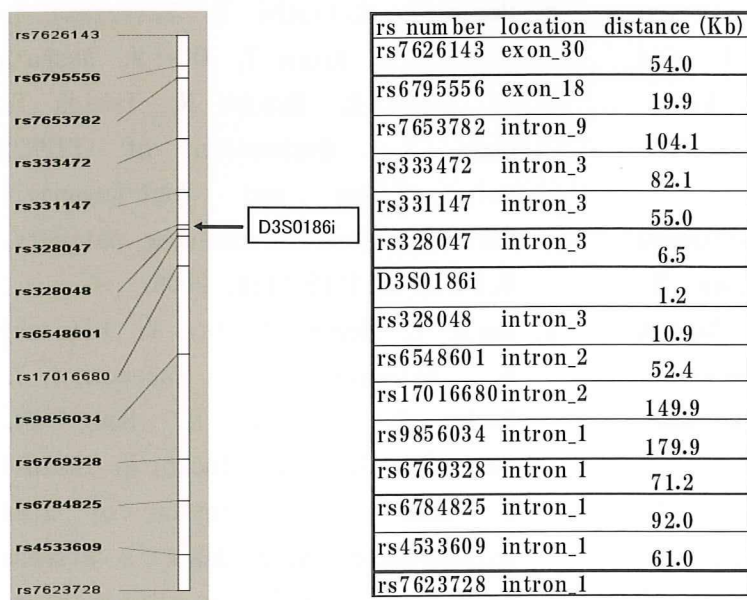 rs7626143
rs6795556
rs7653782
rs333472
rs331147
rs328047
rs328048
rs6548601
rs17016680
rs9856034
rs6769328
rs6784825
rs4533609
rs7623728
D3S0186i
rs number location distance (Kb)
rs7626143 exon_30
54.0
rs6795556 exon_18
19.9
rs7653782 intron_9
104.1
rs333472 intron_3
82.1
rs331147 intron_3
55.0
rs328047 intron_3
6.5
D3S0186i
1.2
rs328048 intron_3
10.9
rs6548601 intron_2
52.4
rs17016680 intron_2
149.9
rs9856034 intron_1
179.9
rs6769328 intron 1
71.2
rs6784825 intron_1
92.0
rs4533609 intron_1
61.0
rs7623728 intron_1